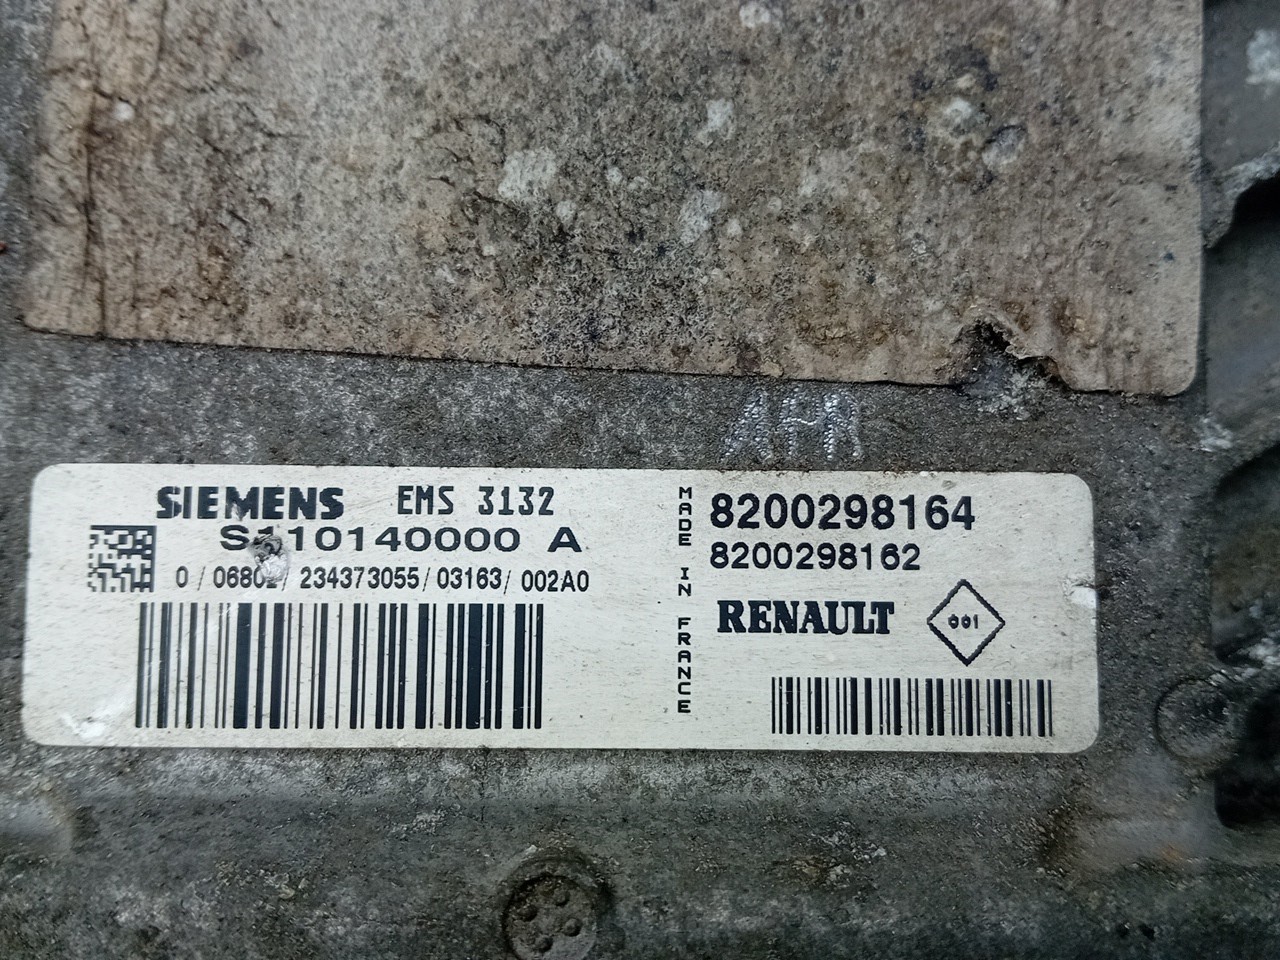 APR
SIEMENS EMS 3132
S110140000 A
0 / 06802 / 234373055 / 03163 / 002A0
MADE IN FRANCE
8200298164
8200298162
RENAULT
001